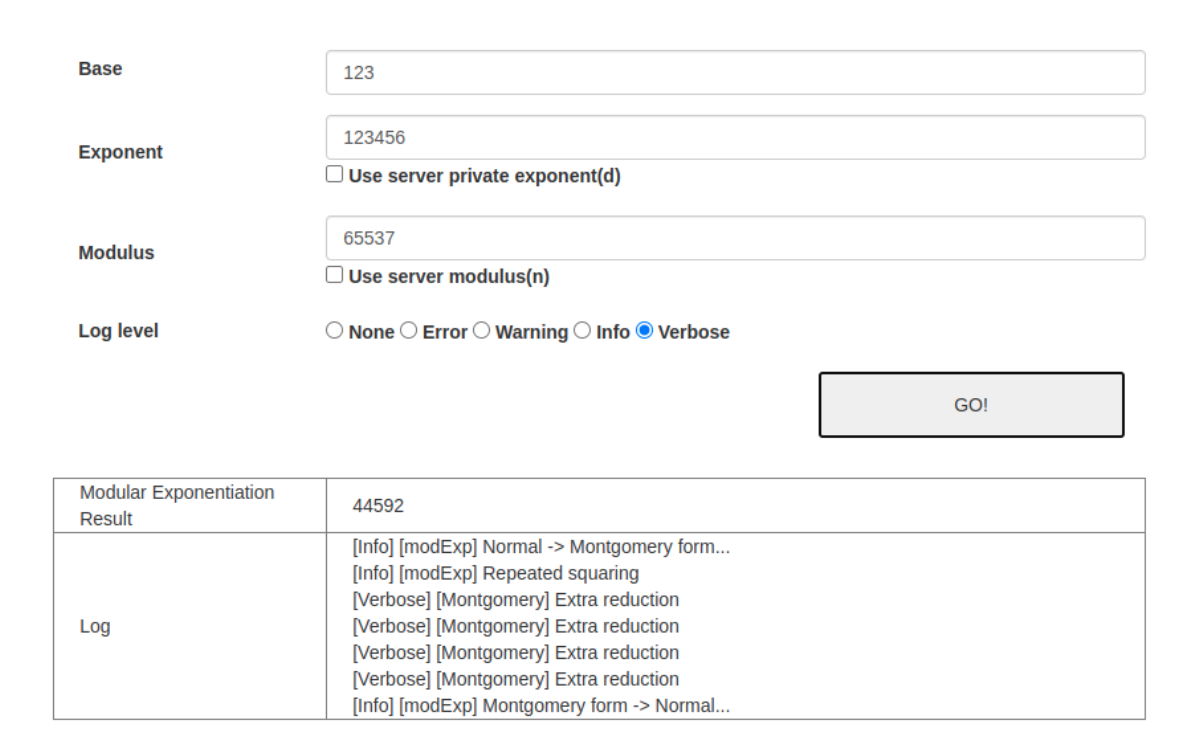 Base
123
Exponent
123456
Use server private exponent(d)
Modulus
65537
Use server modulus(n)
Log level
None Error Warning Info Verbose
GO!
Modular Exponentiation
Result
44592
Log
[Info] [modExp] Normal -> Montgomery form...
[Info] [modExp] Repeated squaring
[Verbose] [Montgomery] Extra reduction
[Verbose] [Montgomery] Extra reduction
[Verbose] [Montgomery] Extra reduction
[Verbose] [Montgomery] Extra reduction
[Info] [modExp] Montgomery form -> Normal...